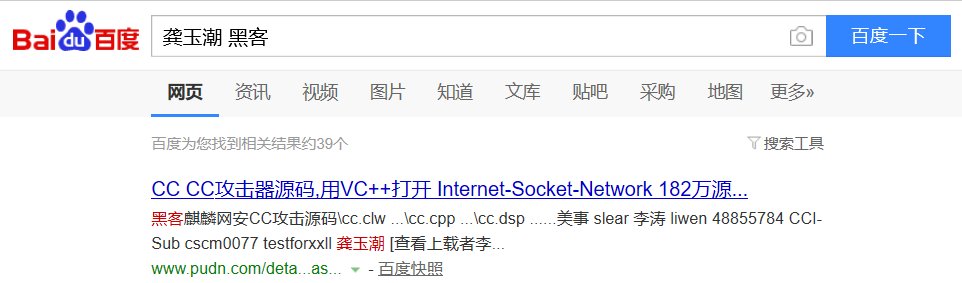 Bai du 百度 龚玉潮 黑客 百度一下
网页 资讯 视频 图片 知道 文库 贴吧 采购 地图 更多»
百度为您找到相关结果约39个 搜索工具
CC CC攻击器源码,用VC++打开 Internet-Socket-Network 182万源...
黑客麒麟网安CC攻击源码\cc.clw ...\cc.cpp ...\cc.dsp ......美事 slear 李涛 liwen 48855784 CCI-
Sub cscm0077 testforxxll 龚玉潮 [查看上载者李...
www.pudn.com/deta...as... - 百度快照